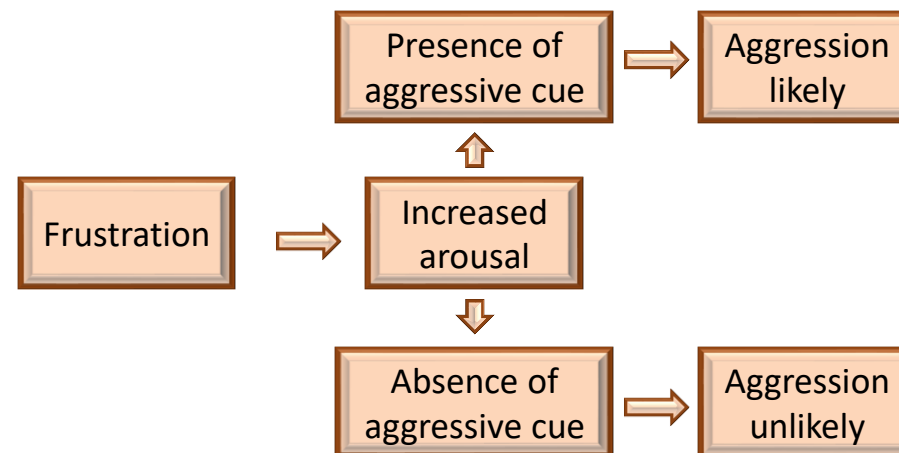 Presence of
aggressive cue
Aggression
likely
Frustration
Increased
arousal
Absence of
aggressive cue
Aggression
unlikely